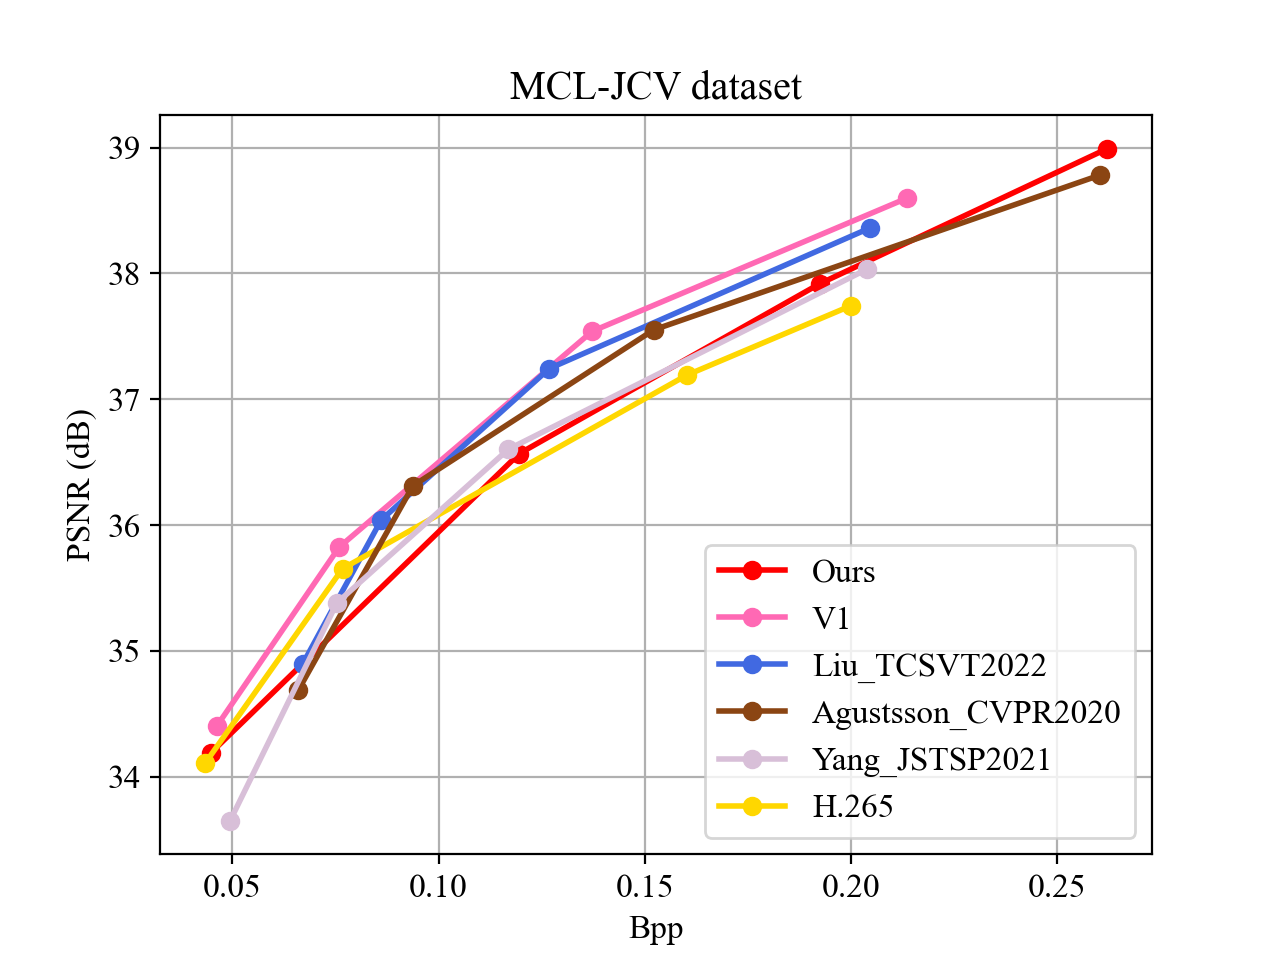 MCL-JCV dataset
39
38
37
36
35
34
PSNR (dB)
Ours
V1
Liu_TCSVT2022
Agustsson_CVPR2020
Yang_JSTSP2021
H.265
0.05 0.10 0.15 0.20 0.25
Bpp